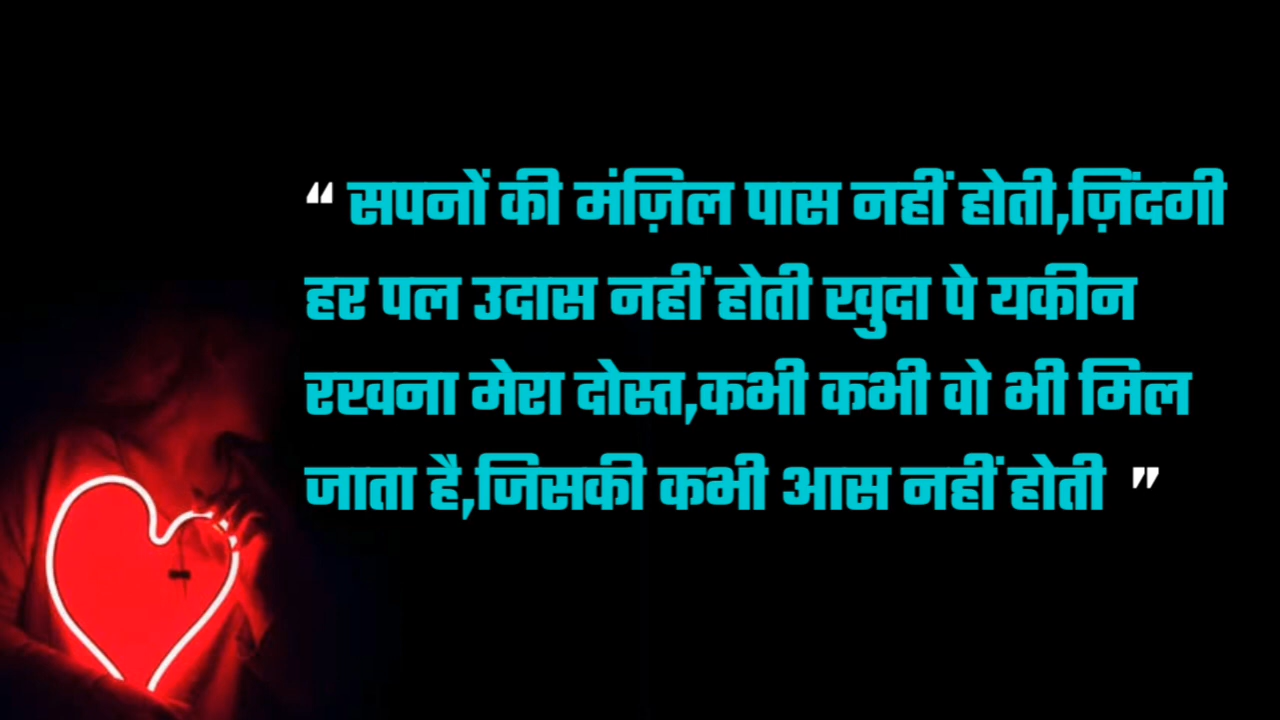 ❝ सपनों की मंज़िल पास नहीं होती,ज़िंदगी
हर पल उदास नहीं होती खुदा पे यकीन
रखना मेरा दोस्त,कभी कभी वो भी मिल
जाता है,जिसकी कभी आस नहीं होती ❞